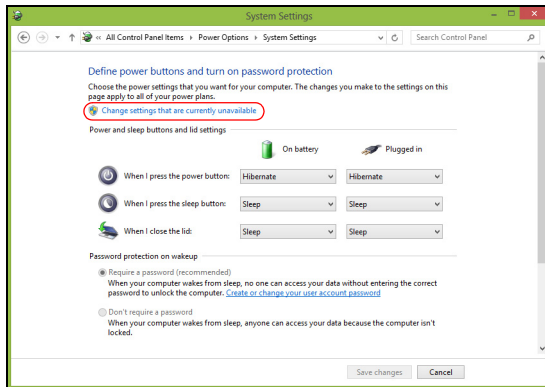 System Settings
« All Control Panel Items › Power Options › System Settings
Search Control Panel
Define power buttons and turn on password protection
Choose the power settings that you want for your computer. The changes you make to the settings on this
page apply to all of your power plans.
Change settings that are currently unavailable
Power and sleep buttons and lid settings
On battery Plugged in
When I press the power button: Hibernate Hibernate
When I press the sleep button: Sleep Sleep
When I close the lid: Sleep Sleep
Password protection on wakeup
Require a password (recommended)
When your computer wakes from sleep, no one can access your data without entering the correct
password to unlock the computer. Create or change your user account password
Don't require a password
When your computer wakes from sleep, anyone can access your data because the computer isn't
locked.
Save changes Cancel